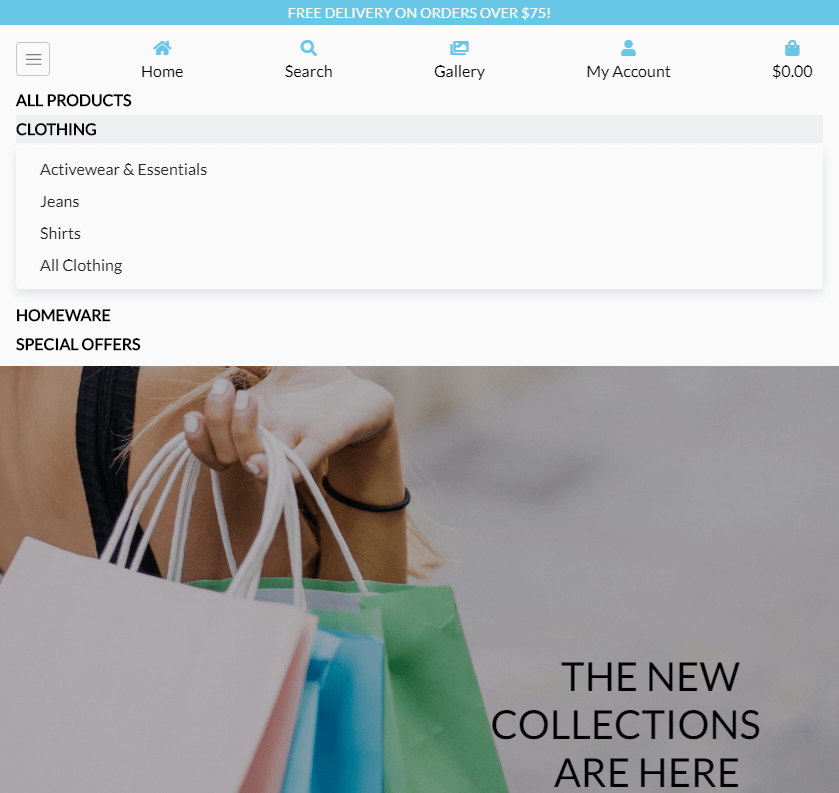 FREE DELIVERY ON ORDERS OVER $75!
Home Search Gallery My Account $0.00
ALL PRODUCTS
CLOTHING
Activewear & Essentials
Jeans
Shirts
All Clothing
HOMEWARE
SPECIAL OFFERS
THE NEW
COLLECTIONS
ARE HERE